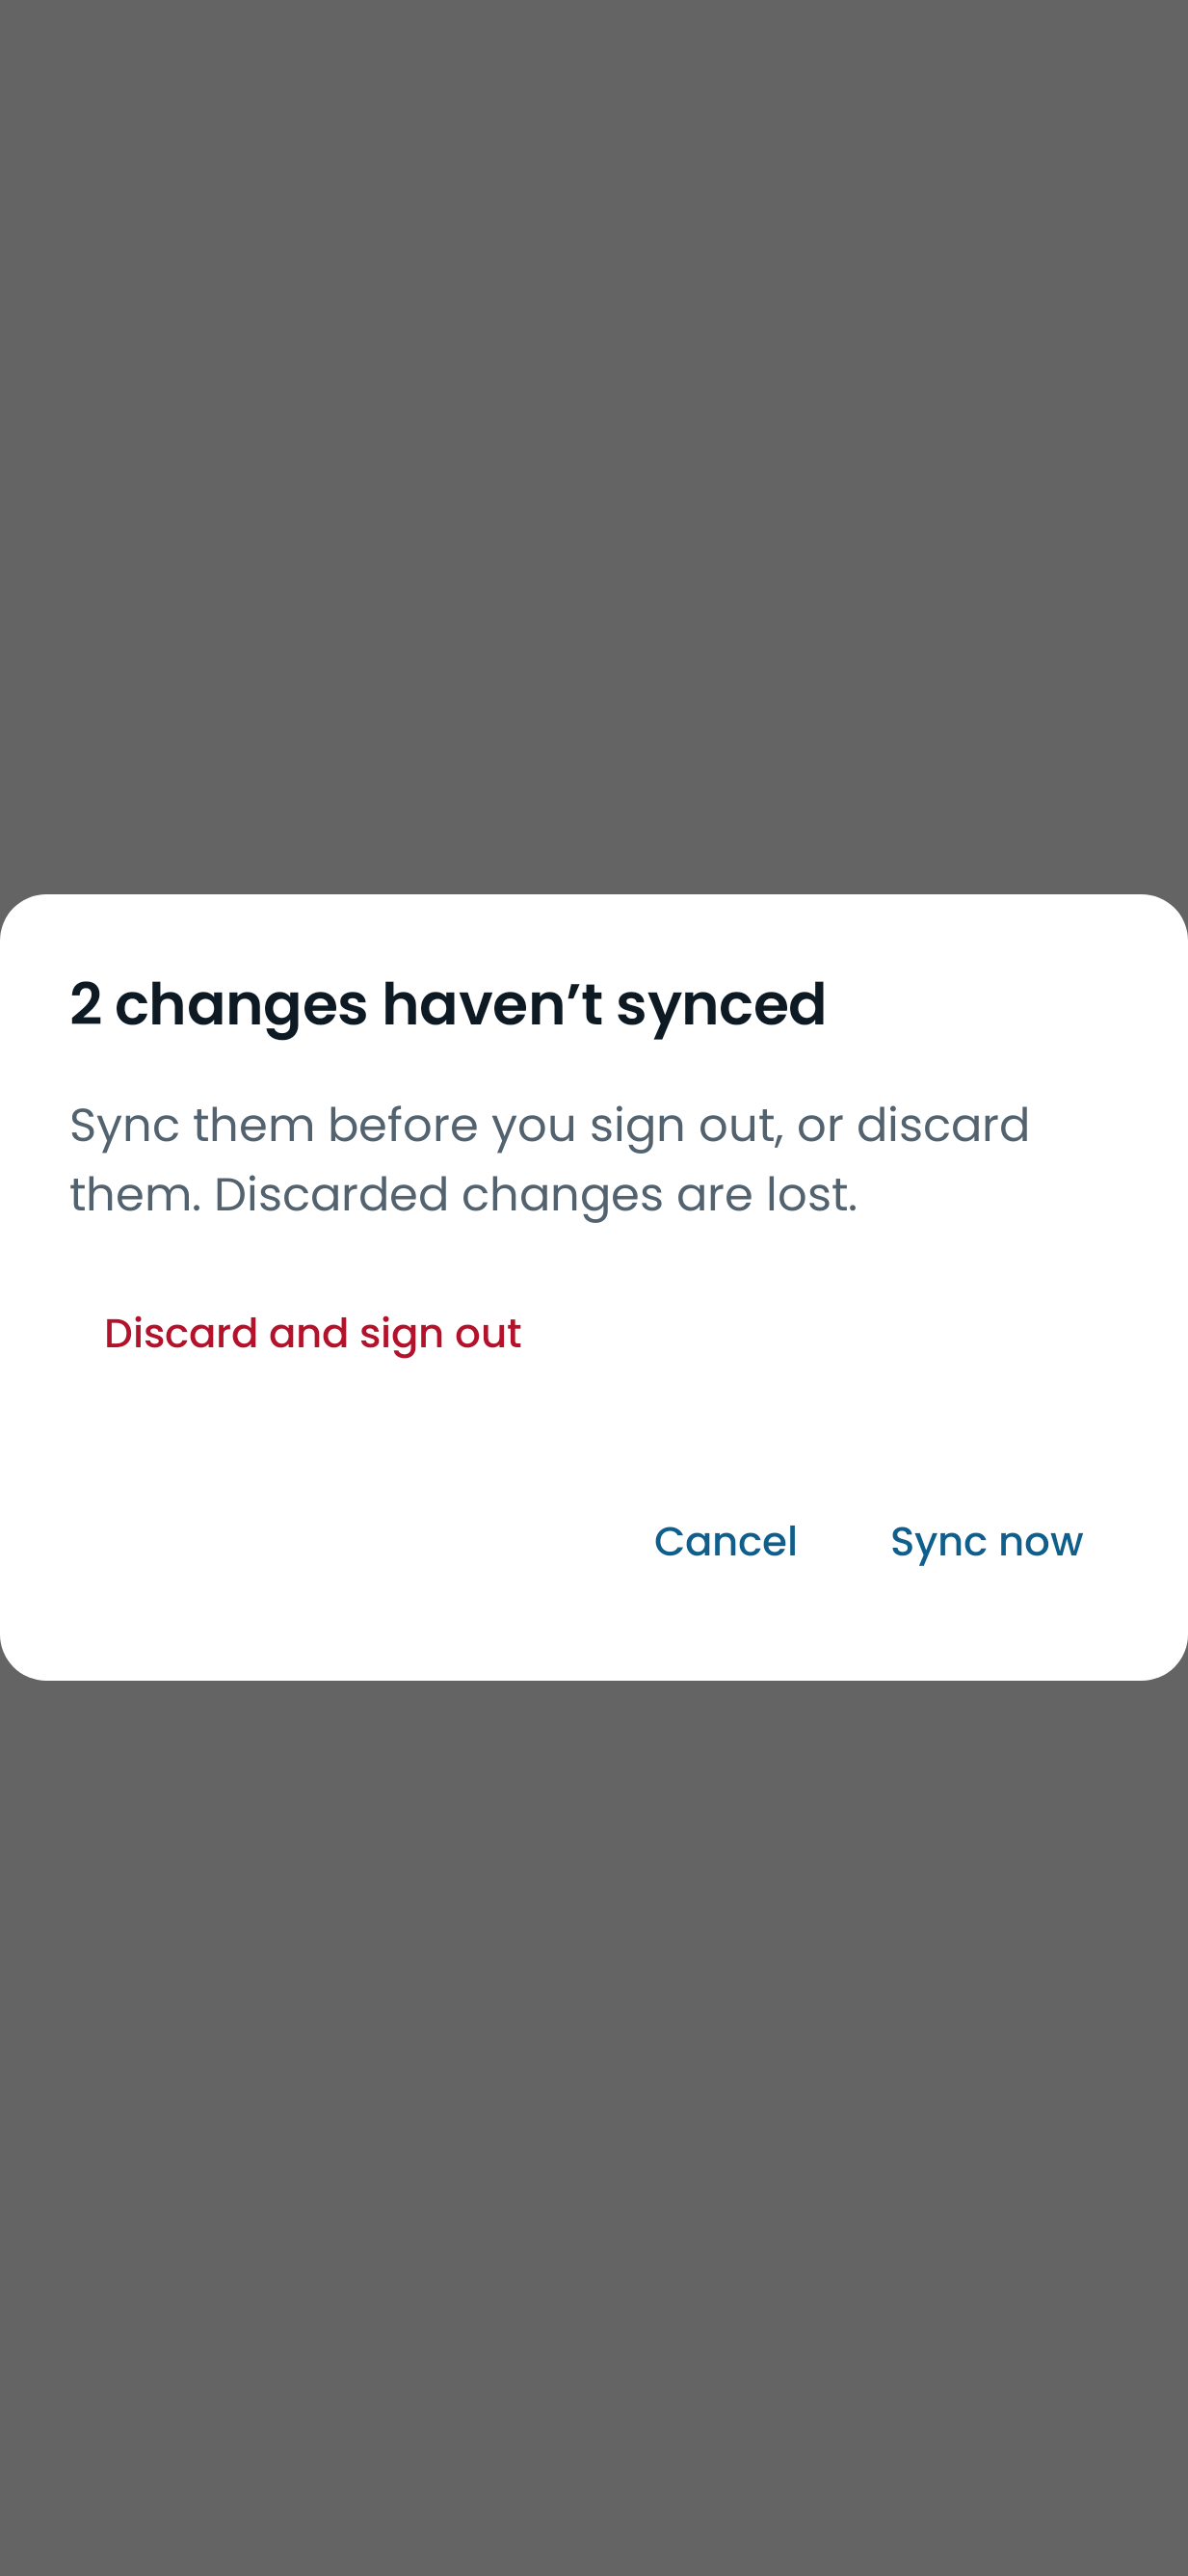 2 changes haven’t synced
Sync them before you sign out, or discard
them. Discarded changes are lost.
Discard and sign out
Cancel
Sync now